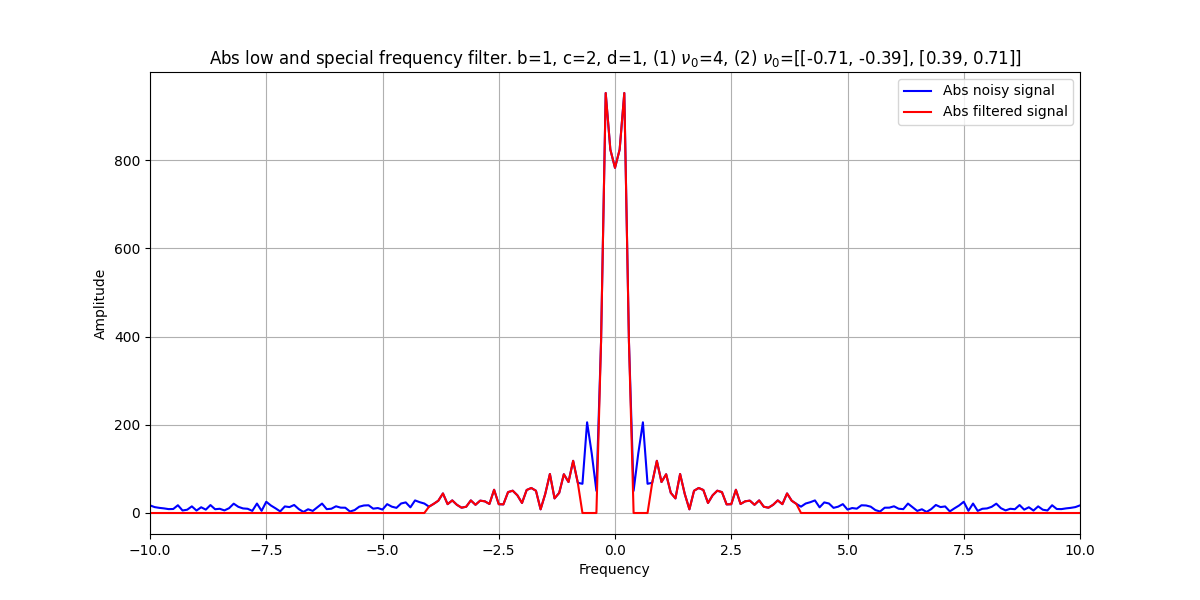 Abs low and special frequency filter. b=1, c=2, d=1, (1) ν₀=4, (2) ν₀=[[-0.71, -0.39], [0.39, 0.71]]
Abs noisy signal
Abs filtered signal
Amplitude
800
600
400
200
0
−10.0 −7.5 −5.0 −2.5 0.0 2.5 5.0 7.5 10.0
Frequency